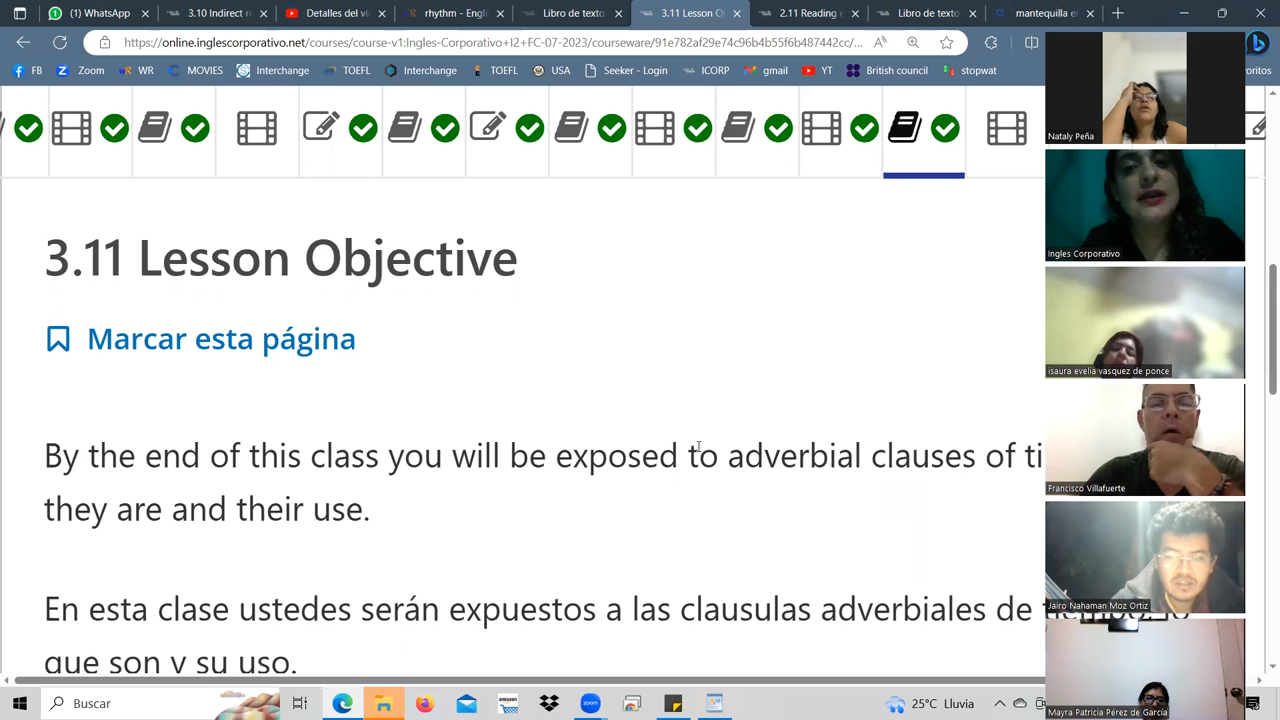 (1) WhatsApp
3.10 Indirect
Detalles del v
rhythm - En
Libro de texto
3.11 Lesson O
2.11 Reading
Libro de texto
mantequilla
https://online.inglescorporativo.net/courses/course-v1:Ingles-Corporativo+I2+FC-07-2023/courseware/91e782af29e74c96b4b55f6b487442cc/...
FB
Zoom
WR
MOVIES
Interchange
TOEFL
Interchange
TOEFL
USA
Seeker - Login
ICORP
gmail
YT
British council
stopwat
oritos
3.11 Lesson Objective
Marcar esta página
By the end of this class you will be exposed to adverbial clauses of ti
they are and their use.
En esta clase ustedes serán expuestos a las clausulas adverbiales de
que son y su uso.
Nataly Peña
Ingles Corporativo
isaura evelia vasquez de ponce
Francisco Villafuerte
Jairo Nahaman Moz Ortiz
Mayra Patricia Pérez de García
Buscar
25°C Lluvia